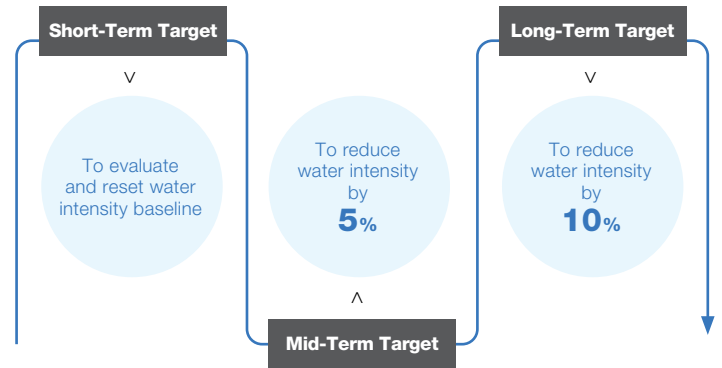 Short-Term Target
To evaluate
and reset water
intensity baseline
To reduce
water intensity
by
5%
Mid-Term Target
Long-Term Target
To reduce
water intensity
by
10%